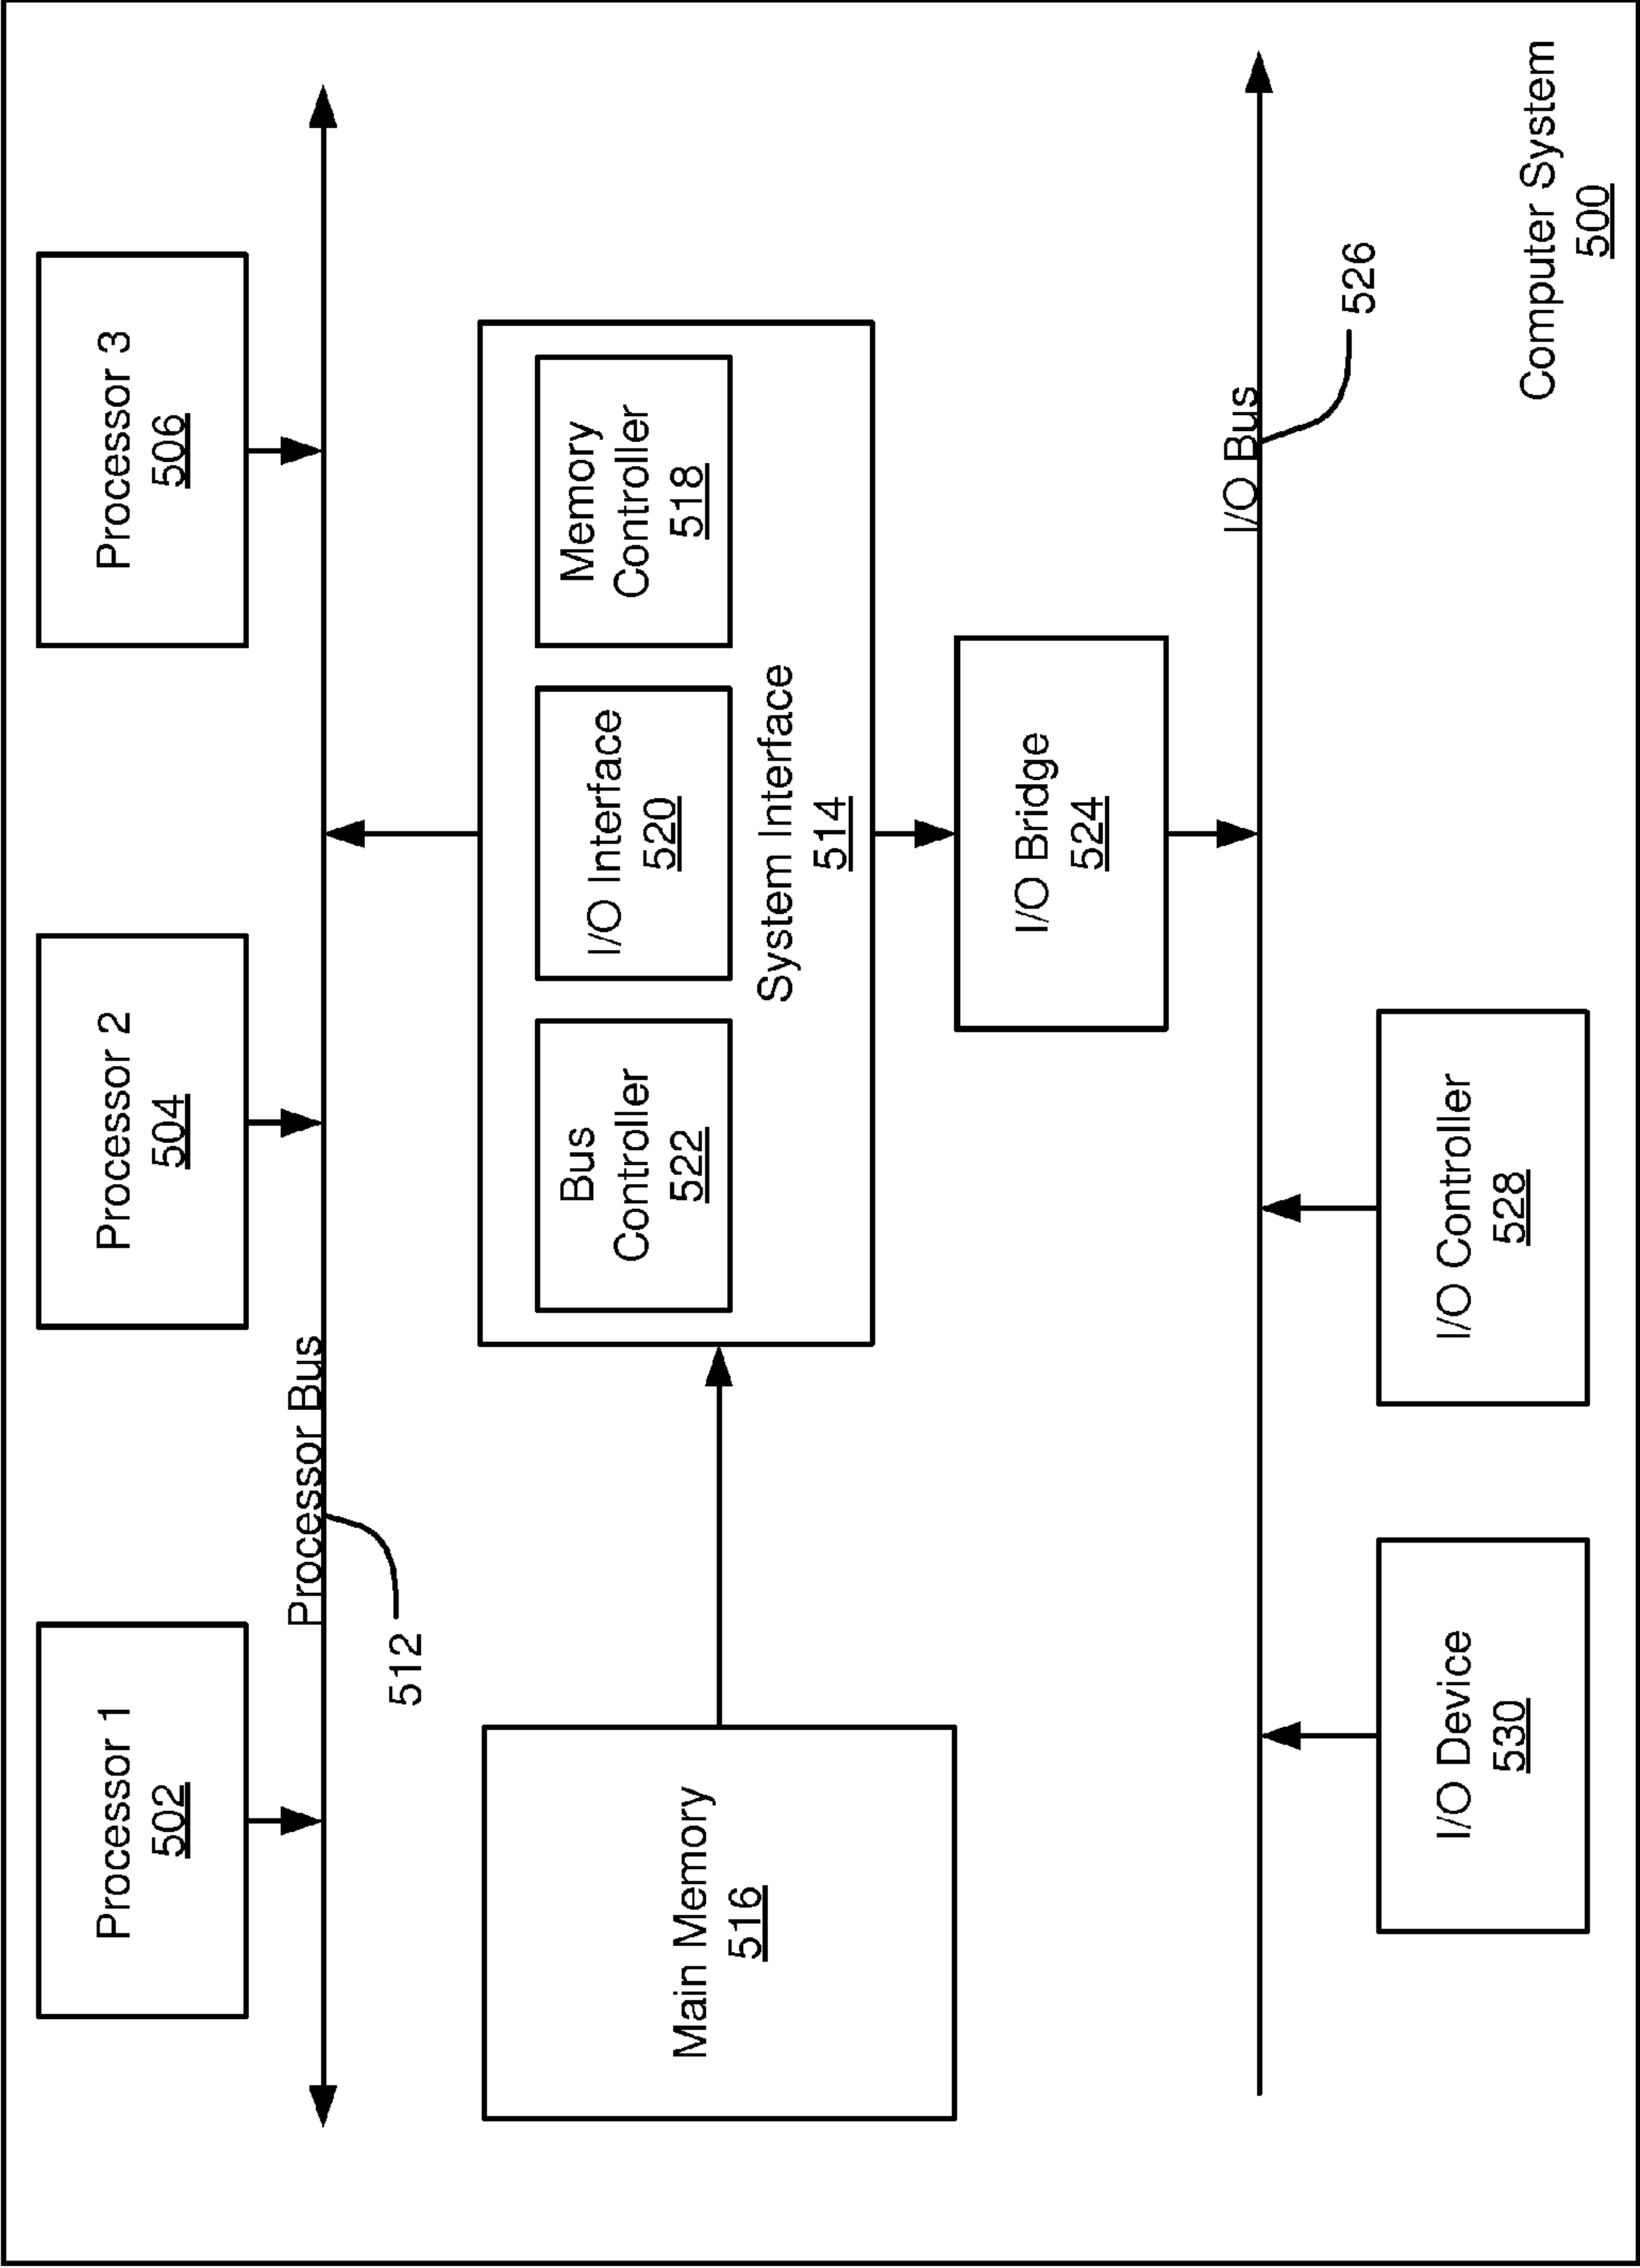 Processor 1
502
Processor 2
504
Processor 3
506
Processor Bus
512
Main Memory
516
Bus
Controller
522
I/O Interface
520
Memory
Controller
518
System Interface
514
I/O Bridge
524
I/O Bus
526
I/O Device
530
I/O Controller
528
Computer System
500